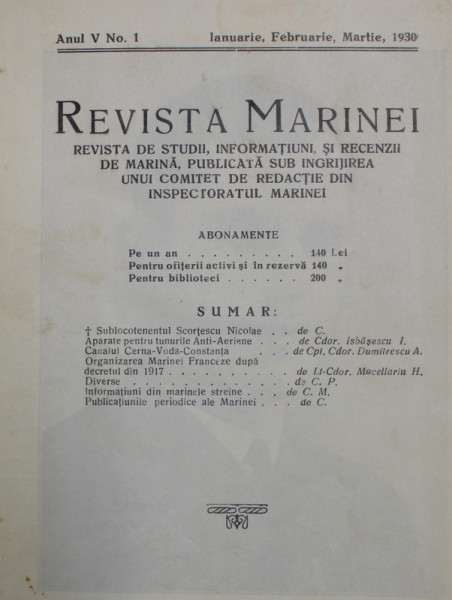 Anul V No. 1 Ianuarie, Februarie, Martie, 1930
REVISTA MARINEI
REVISTA DE STUDII, INFORMAȚIUNI, ȘI RECENZII
DE MARINĂ, PUBLICATĂ SUB INGRIJIREA
UNUI COMITET DE REDACȚIE DIN
INSPECTORATUL MARINEI
ABONAMENTE
Pe un an . . . . . . . . . 140 Lei
Pentru ofițerii activi și în rezervă 140 „
Pentru biblioteci . . . . . . 200 „
SUMAR:
† Sublocotenentul Scorțescu Nicolae . . de C.
Aparate pentru tunurile Anti-Aeriene . . . de Cdor. Isbășescu I.
Canalul Cerna-Voda-Constanța . . . de Cpt, Cdor. Dumitrescu A.
Organizarea Marinei Franceze după
decretul din 1917 . . . . . . . . . . . de Lt-Cdor. Macellariu H.
Diverse . . . . . . . . . . . . . de C. P.
Informațiuni din marinele streine . . . de C. M.
Publicațiunile periodice ale Marinei . . . de C.